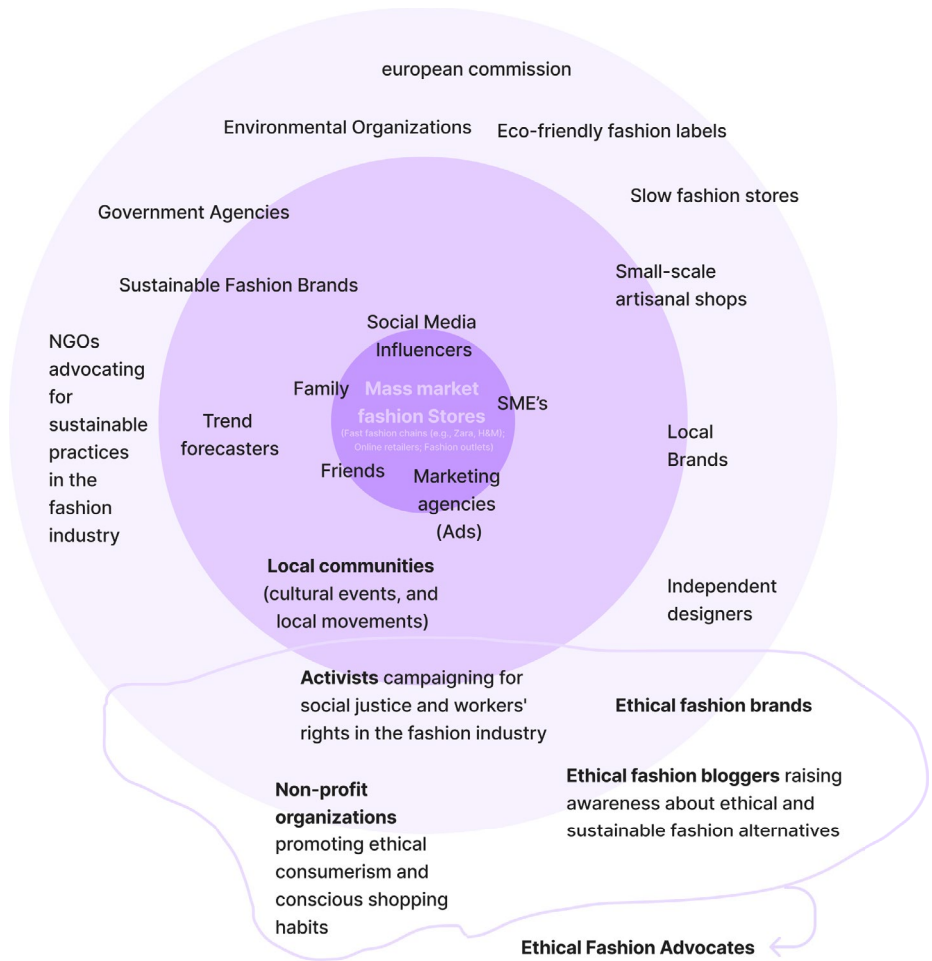 european commission
Environmental Organizations
Eco-friendly fashion labels
Slow fashion stores
Government Agencies
Small-scale
artisanal shops
Sustainable Fashion Brands
Social Media
Influencers
NGOs
advocating
for
sustainable
practices
in the
fashion
industry
Family
Mass market
fashion Stores
(Fast fashion chains (e.g., Zara, H&M);
Online retailers; Fashion outlets)
SME's
Trend
forecasters
Local
Brands
Friends
Marketing
agencies
(Ads)
Local communities
(cultural events, and
local movements)
Independent
designers
Activists campaigning for
social justice and workers'
rights in the fashion industry
Ethical fashion brands
Ethical fashion bloggers raising
awareness about ethical and
sustainable fashion alternatives
Non-profit
organizations
promoting ethical
consumerism and
conscious shopping
habits
Ethical Fashion Advocates